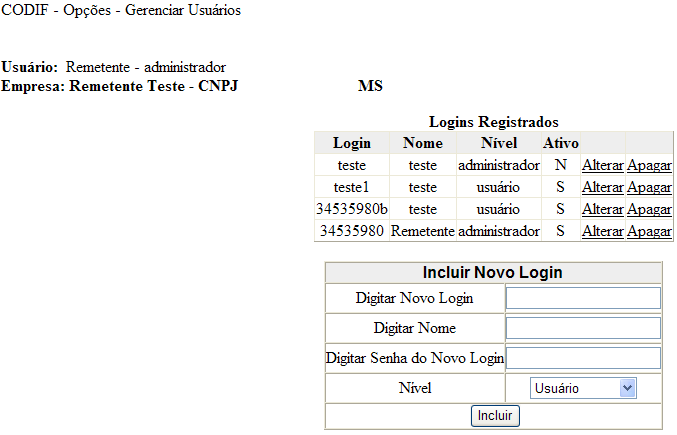 CODIF - Opções - Gerenciar Usuários
Usuário: Remetente - administrador
Empresa: Remetente Teste - CNPJ MS
Logins Registrados
Login Nome Nível Ativo
teste teste administrador N Alterar Apagar
teste1 teste usuário S Alterar Apagar
34535980b teste usuário S Alterar Apagar
34535980 Remetente administrador S Alterar Apagar
Incluir Novo Login
Digitar Novo Login
Digitar Nome
Digitar Senha do Novo Login
Nível Usuário
Incluir